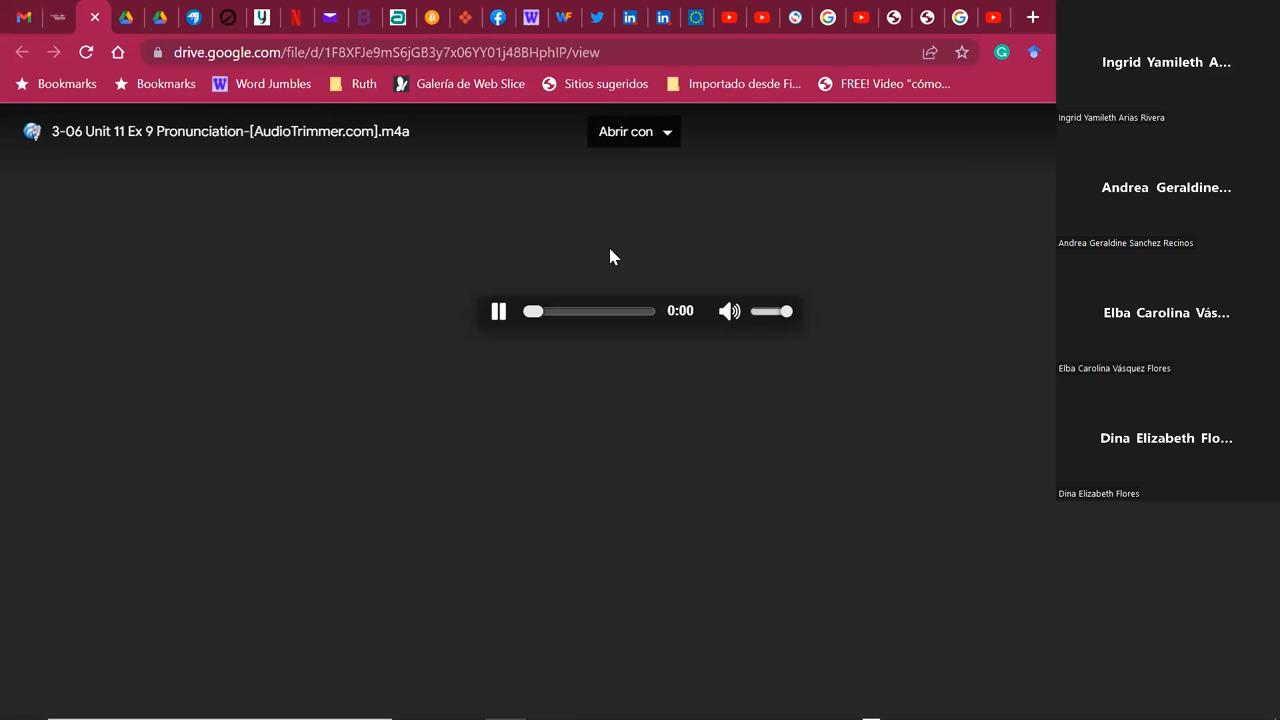 drive.google.com/file/d/1F8XFJe9mS6jGB3y7x06YY01j48BHphIP/view
Bookmarks Bookmarks Word Jumbles Ruth Galería de Web Slice Sitios sugeridos Importado desde Fi... FREE! Video "cómo...
3-06 Unit 11 Ex 9 Pronunciation-[AudioTrimmer.com].m4a
Abrir con
0:00
Ingrid Yamileth A...
Ingrid Yamileth Arias Rivera
Andrea Geraldine...
Andrea Geraldine Sanchez Recinos
Elba Carolina Vás...
Elba Carolina Vásquez Flores
Dina Elizabeth Flo...
Dina Elizabeth Flores